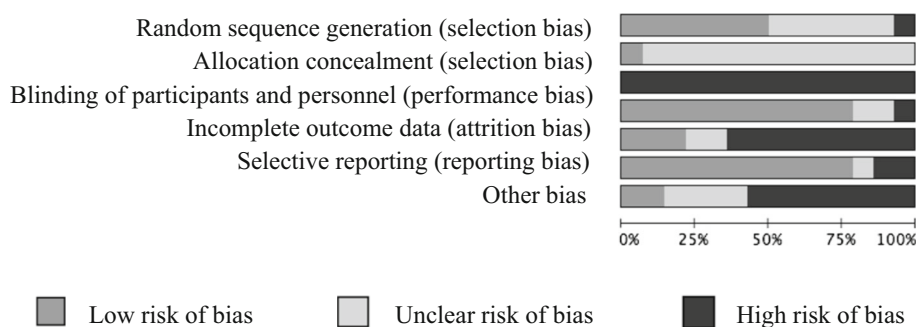 Random sequence generation (selection bias)
Allocation concealment (selection bias)
Blinding of participants and personnel (performance bias)
Incomplete outcome data (attrition bias)
Selective reporting (reporting bias)
Other bias
0% 25% 50% 75% 100%
Low risk of bias Unclear risk of bias High risk of bias